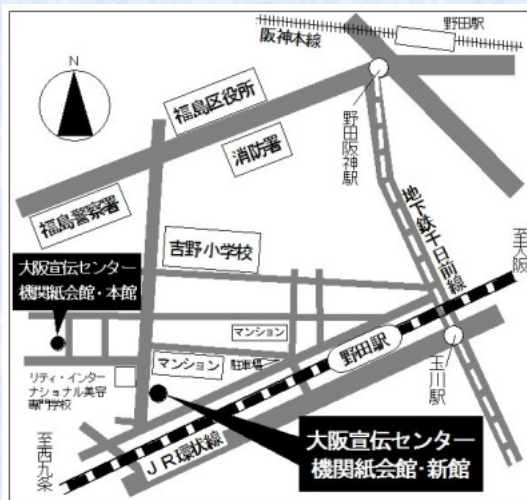 野田駅
阪神本線
N
福島区役所
消防署
野田阪神駅
福島警察署
地下鉄千日前線
至大阪
吉野小学校
大阪宣伝センター
機関紙会館・本館
マンション
マンション
駐車場
野田駅
玉川駅
リティ・インター
ナショナル美容
専門学校
至西九条
JR環状線
大阪宣伝センター
機関紙会館・新館